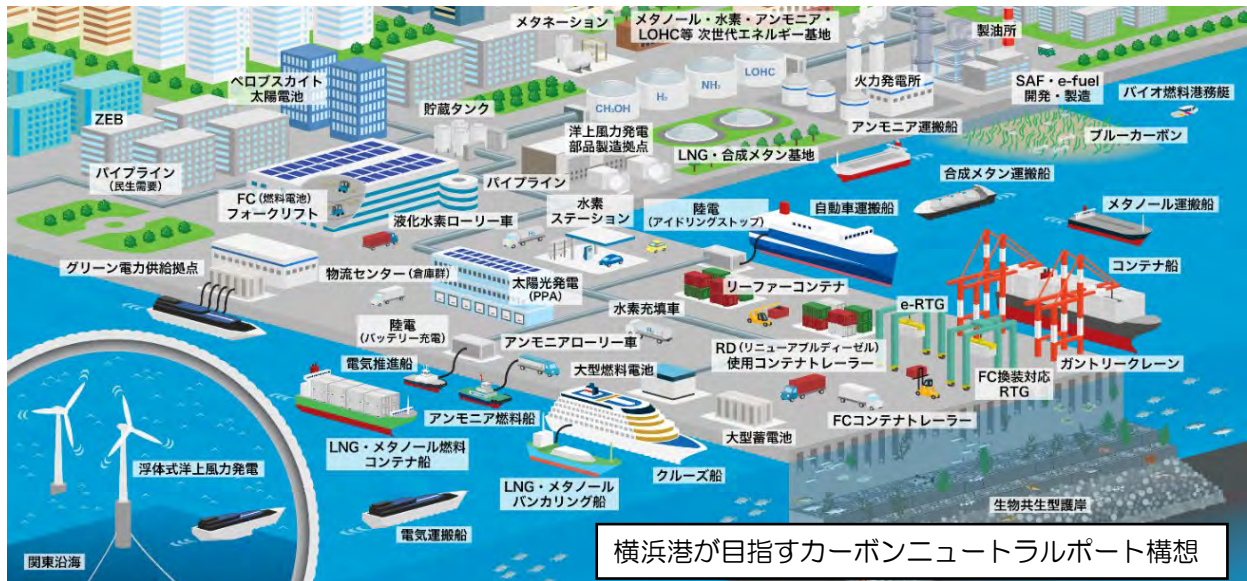 メタネーション
メタノール・水素・アンモニア・
LOHC等 次世代エネルギー基地
製油所
ペロブスカイト
太陽電池
貯蔵タンク
CH₃OH
H₂
NH₃
LOHC
火力発電所
SAF・e-fuel
開発・製造
バイオ燃料港務艇
ZEB
洋上風力発電
部品製造拠点
LNG・合成メタン基地
アンモニア運搬船
ブルーカーボン
パイプライン
(民生需要)
FC(燃料電池)
フォークリフト
パイプライン
合成メタン運搬船
液化水素ローリー車
水素
ステーション
陸電
(アイドリングストップ)
自動車運搬船
メタノール運搬船
グリーン電力供給拠点
物流センター(倉庫群)
太陽光発電
(PPA)
リーファーコンテナ
コンテナ船
e-RTG
水素充填車
陸電
(バッテリー充電)
アンモニアローリー車
RD(リニューアブルディーゼル)
使用コンテナトレーラー
電気推進船
大型燃料電池
ガントリークレーン
FC換装対応
RTG
アンモニア燃料船
大型蓄電池
FCコンテナトレーラー
LNG・メタノール燃料
コンテナ船
浮体式洋上風力発電
クルーズ船
LNG・メタノール
バンカリング船
生物共生型護岸
電気運搬船
関東沿海
横浜港が目指すカーボンニュートラルポート構想